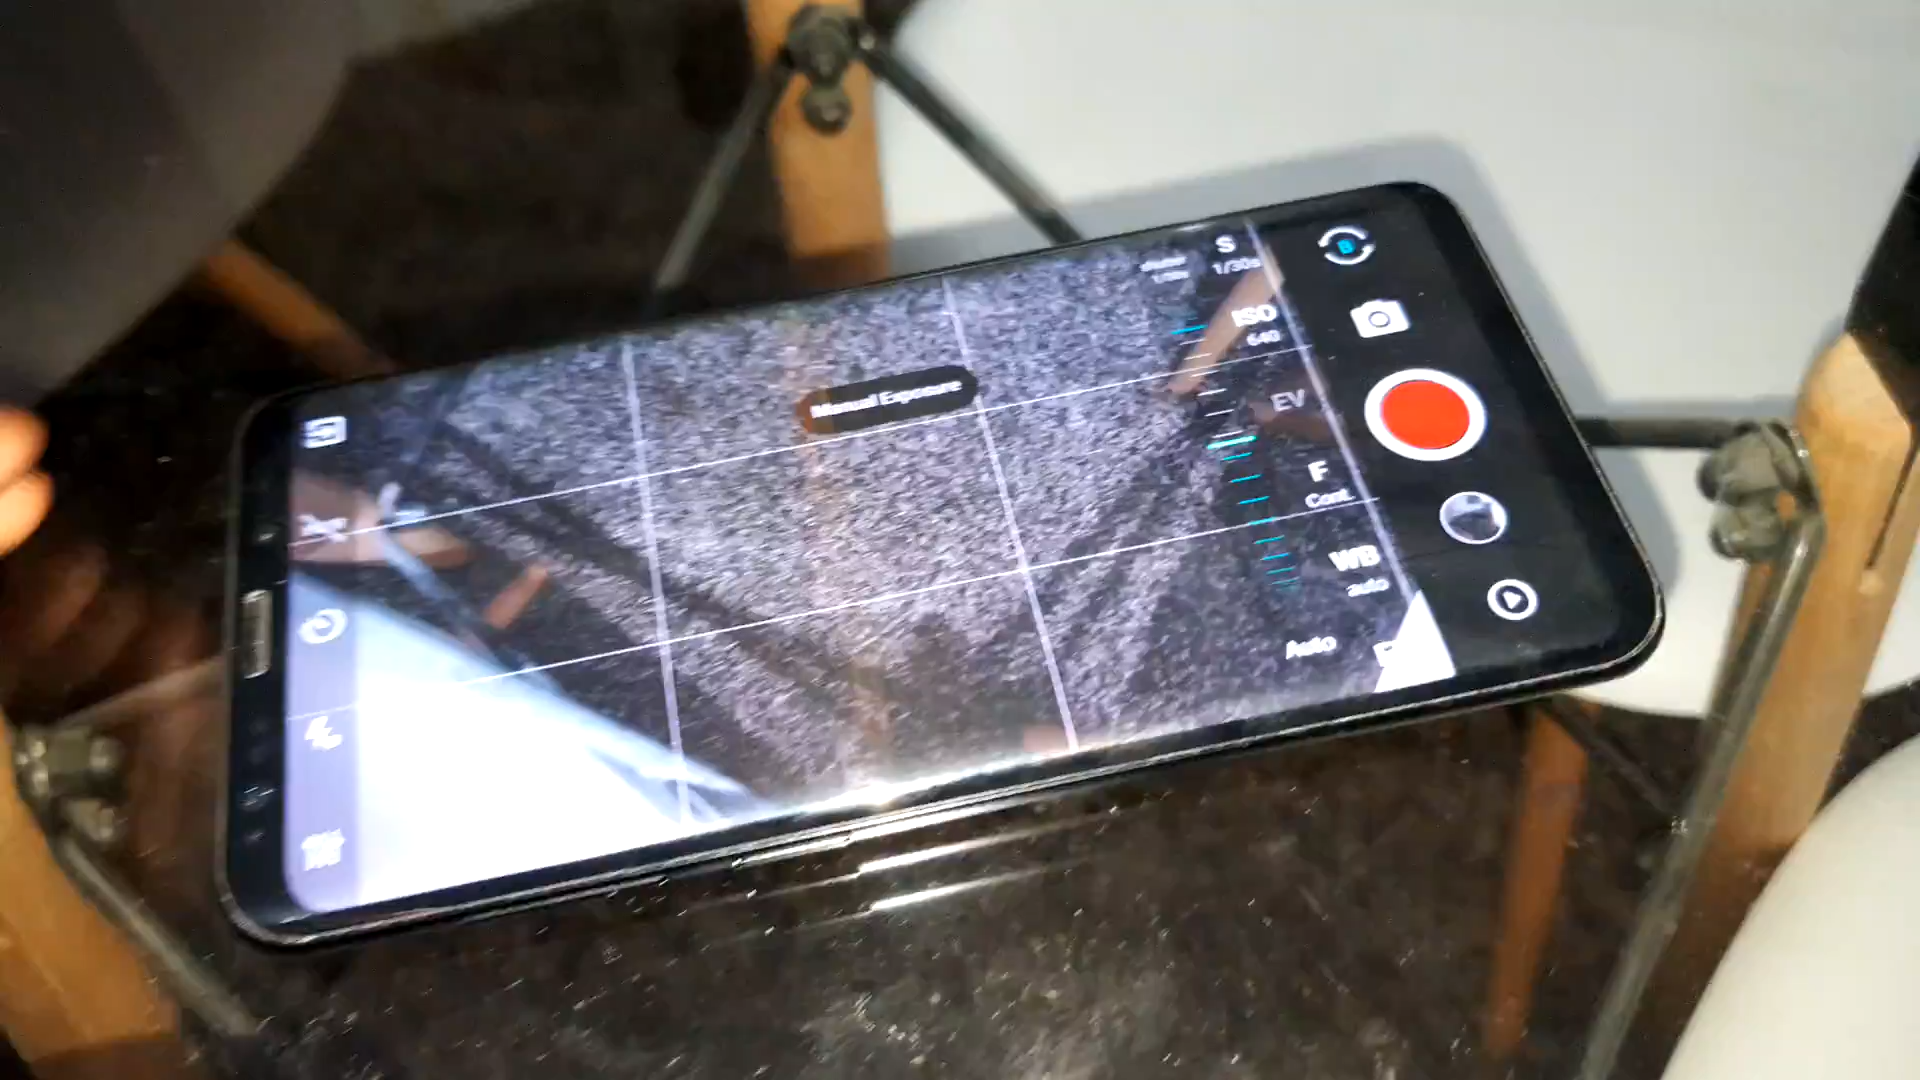 S
1/30s
ISO
640
Manual Exposure
EV
F
Cont.
WB
auto
Auto